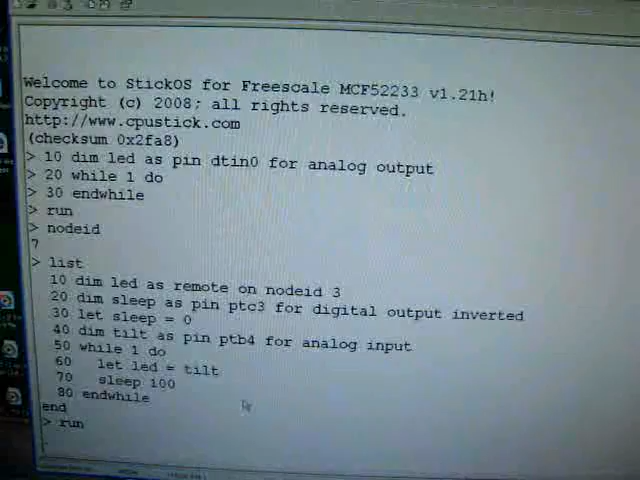 Welcome to StickOS for Freescale MCF52233 v1.21h!
Copyright (c) 2008; all rights reserved.
http://www.cpustick.com
(checksum 0x2fa8)
> 10 dim led as pin dtin0 for analog output
> 20 while 1 do
> 30 endwhile
> run
> nodeid
7
> list
10 dim led as remote on nodeid 3
20 dim sleep as pin ptc3 for digital output inverted
30 let sleep = 0
40 dim tilt as pin ptb4 for analog input
50 while 1 do
60 let led = tilt
70 sleep 100
80 endwhile
end
> run